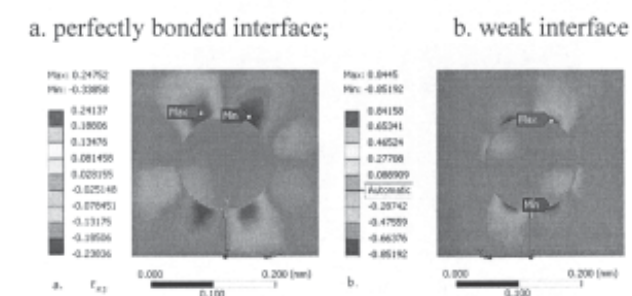 a. perfectly bonded interface;
b. weak interface
Max: 0.24752
Min: -0.33858
0.24137
0.18806
0.13476
0.081458
0.028155
-0.025148
-0.078451
-0.13175
-0.18506
-0.23836
a.
Max
Min
0.000
0.200 (mm)
0.100
Max: 0.8445
Min: -0.85192
0.84158
0.65341
0.46524
0.27708
0.088909
Automatic
-0.28742
-0.47559
-0.66376
-0.85192
b.
Max
Min
0.000
0.200 (mm)
0.100